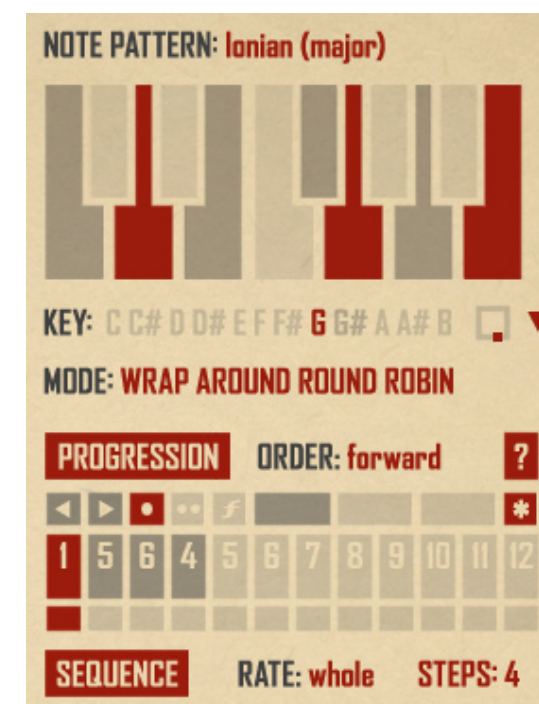 NOTE PATTERN: Ionian (major)
KEY: C C# D D# E F F# G G# A A# B
MODE: WRAP AROUND ROUND ROBIN
PROGRESSION ORDER: forward ?
f *
1 5 6 4 5 6 7 8 9 10 11 12
SEQUENCE RATE: whole STEPS: 4